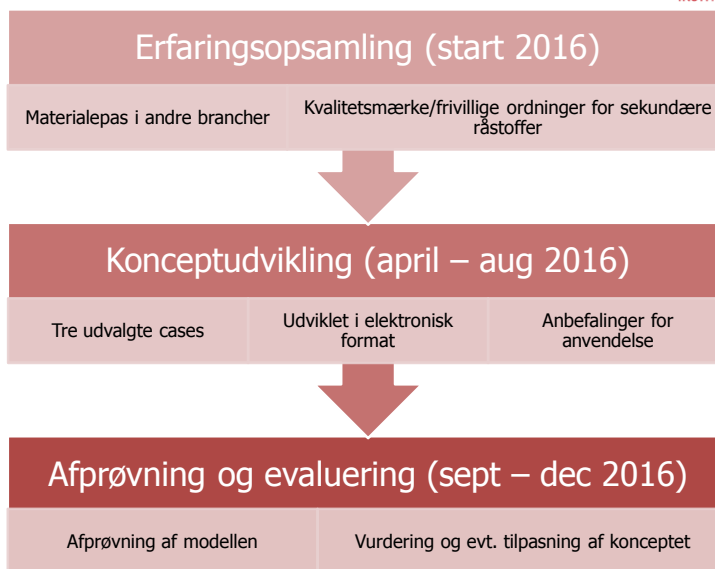 Erfaringsopsamling (start 2016)
Materialepas i andre brancher
Kvalitetsmærke/frivillige ordninger for sekundære
råstoffer
Konceptudvikling (april – aug 2016)
Tre udvalgte cases
Udviklet i elektronisk
format
Anbefalinger for
anvendelse
Afprøvning og evaluering (sept – dec 2016)
Afprøvning af modellen
Vurdering og evt. tilpasning af konceptet